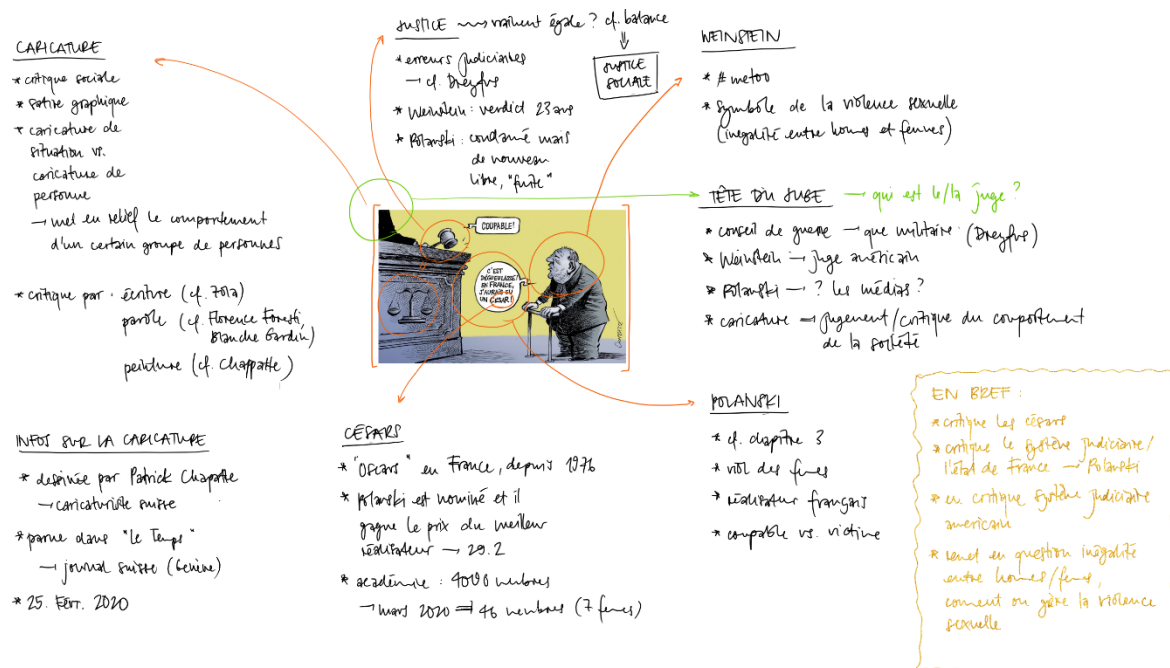 CARICATURE
* critique sociale
* satire graphique
* caricature de
situation vs.
caricature de
personne
→ met en relief le comportement
d'un certain groupe de personnes
* critique par : écriture (cf. Zola)
parole (cf. Florence Foresti,
Blanche Gardin)
peinture (cf. Chappatte)
JUSTICE → vraiment égale ? cf. balance
JUSTICE
SOCIALE
* erreurs judiciaires
→ cf. Dreyfus
* Weinstein : verdict 23 ans
* Polanski : condamné mais
de nouveau
libre, "fuite"
WEINSTEIN
* #metoo
* symbole de la violence sexuelle
(inégalité entre homes et femmes)
TÊTE DU JUGE → qui est le/la juge ?
* conseil de guerre → que militaire (Dreyfus)
* Weinstein → juge américain
* Polanski → ? les médias ?
* caricature → jugement/critique du comportement
de la société
COUPABLE!
C'EST
DÉGUEULASSE!
EN FRANCE,
J'AURAIS EU
UN CÉSAR!
CHAPPATTE
INFOS SUR LA CARICATURE
* dessinée par Patrick Chappatte
→ caricaturiste suisse
* parue dans "le Temps"
→ journal suisse (Genève)
* 25. Févr. 2020
CÉSARS
* "Oscars" en France, depuis 1976
* Polanski est nominé et il
gagne le prix du meilleur
réalisateur → 29.2
* académie : membres
→ mars 2020 → 46 membres (7 femes)
POLANSKI
* cf. chapitre 3
* viol des femes
* réalisateur français
* coupable vs. victime
EN BREF :
* critique les césars
* critique le système judiciaire/
l'état de France → Polanski
* en critique système judiciaire
americain
* remet en question inégalité
entre homes/femes,
coment on gère la violence
sexuelle